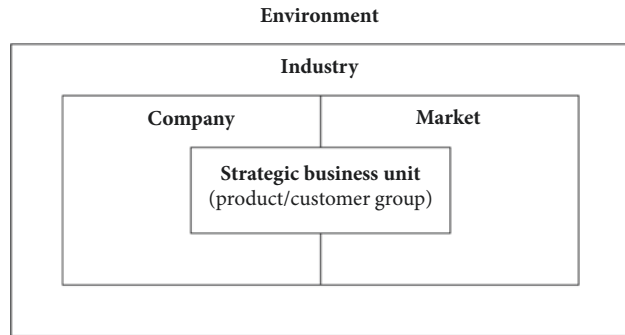 Environment
Industry
Company
Market
Strategic business unit
(product/customer group)